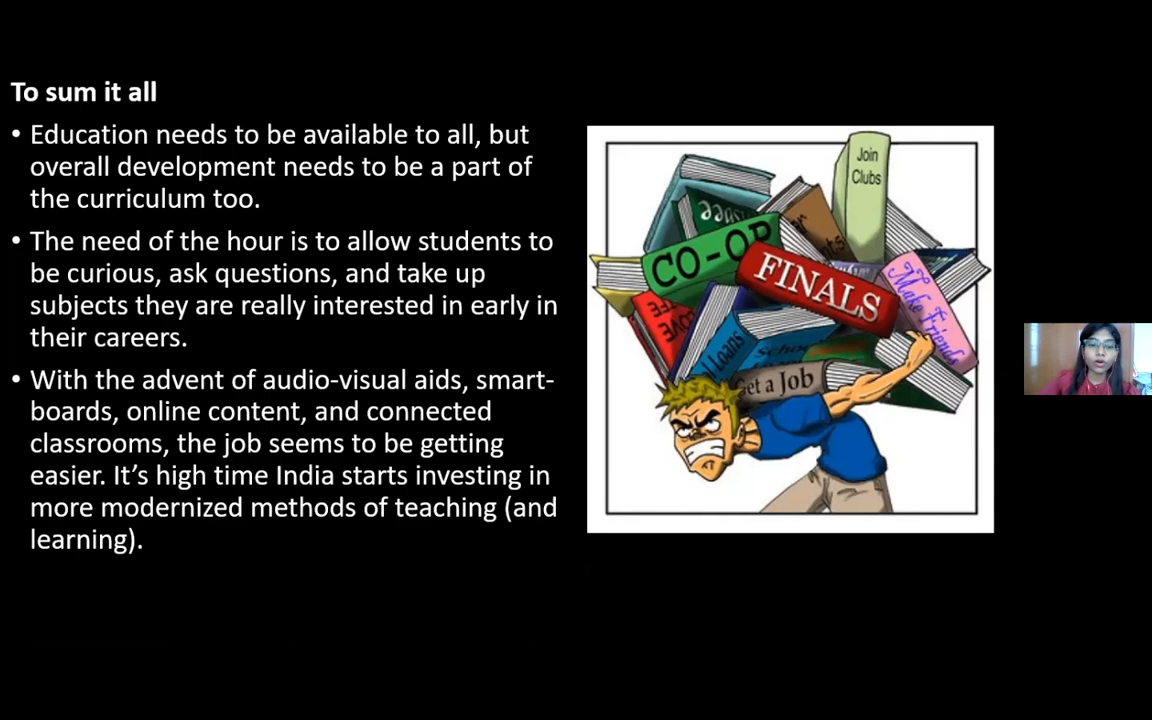 To sum it all
• Education needs to be available to all, but
overall development needs to be a part of
the curriculum too.
• The need of the hour is to allow students to
be curious, ask questions, and take up
subjects they are really interested in early in
their careers.
• With the advent of audio-visual aids, smart-
boards, online content, and connected
classrooms, the job seems to be getting
easier. It’s high time India starts investing in
more modernized methods of teaching (and
learning).
Join
Clubs
CO-OP
FINALS
Make Friends
LOVE
Loans
Get a Job